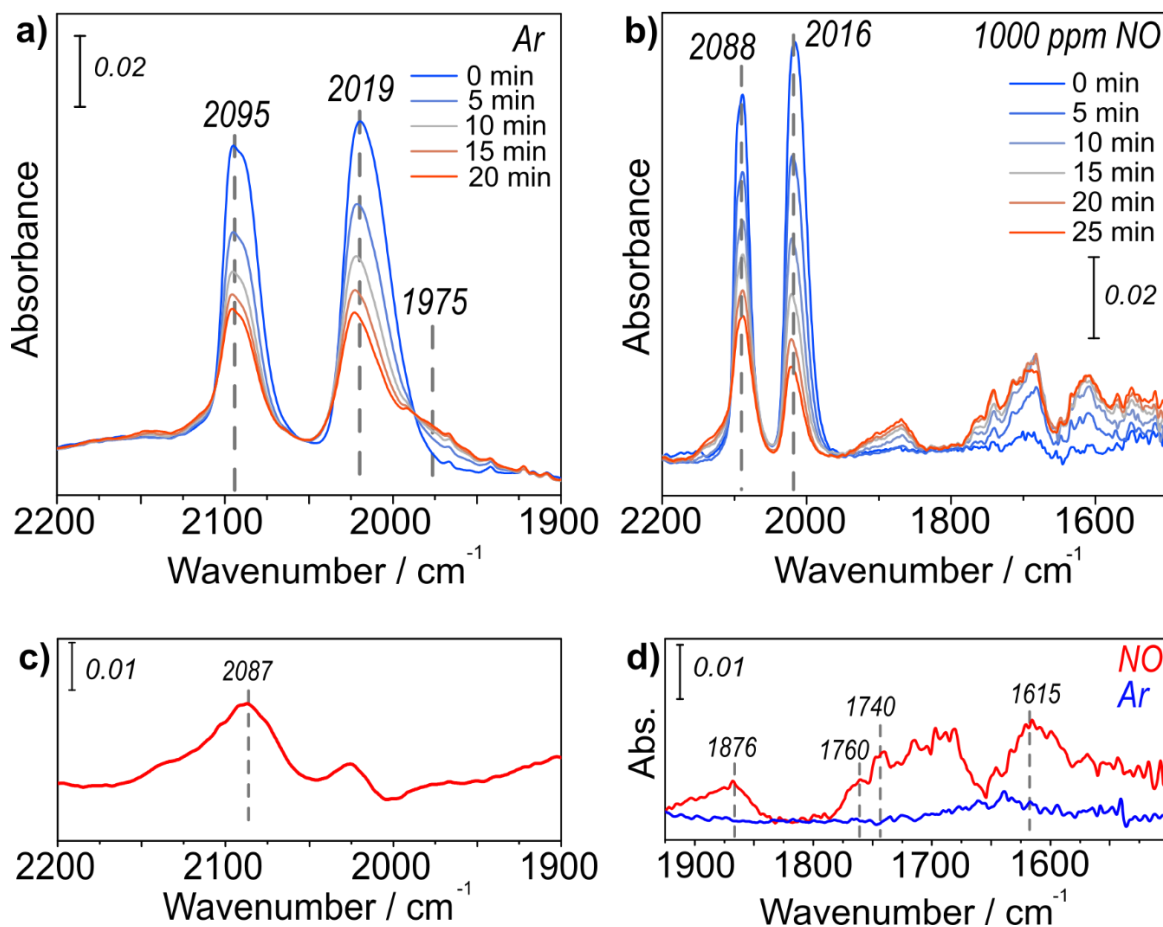 a)
Ar
0.02
0 min
5 min
10 min
15 min
20 min
2095
2019
1975
Absorbance
2200
2100
2000
1900
Wavenumber / cm⁻¹
b)
1000 ppm NO
2088
2016
0 min
5 min
10 min
15 min
20 min
25 min
0.02
Absorbance
2200
2000
1800
1600
Wavenumber / cm⁻¹
c)
0.01
2087
2200
2100
2000
1900
Wavenumber / cm⁻¹
d)
0.01
NO
Ar
1876
1760
1740
1615
Abs.
1900
1800
1700
1600
Wavenumber / cm⁻¹